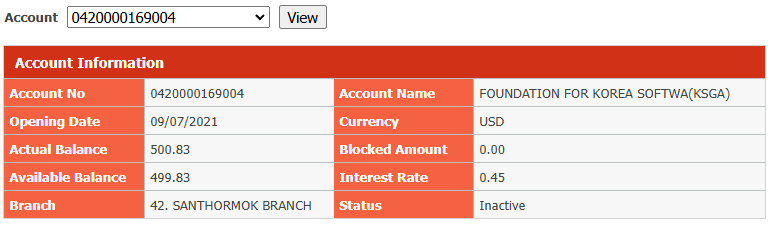 Account 0420000169004 View
Account Information
Account No 0420000169004 Account Name FOUNDATION FOR KOREA SOFTWA(KSGA)
Opening Date 09/07/2021 Currency USD
Actual Balance 500.83 Blocked Amount 0.00
Available Balance 499.83 Interest Rate 0.45
Branch 42. SANTHORMOK BRANCH Status Inactive